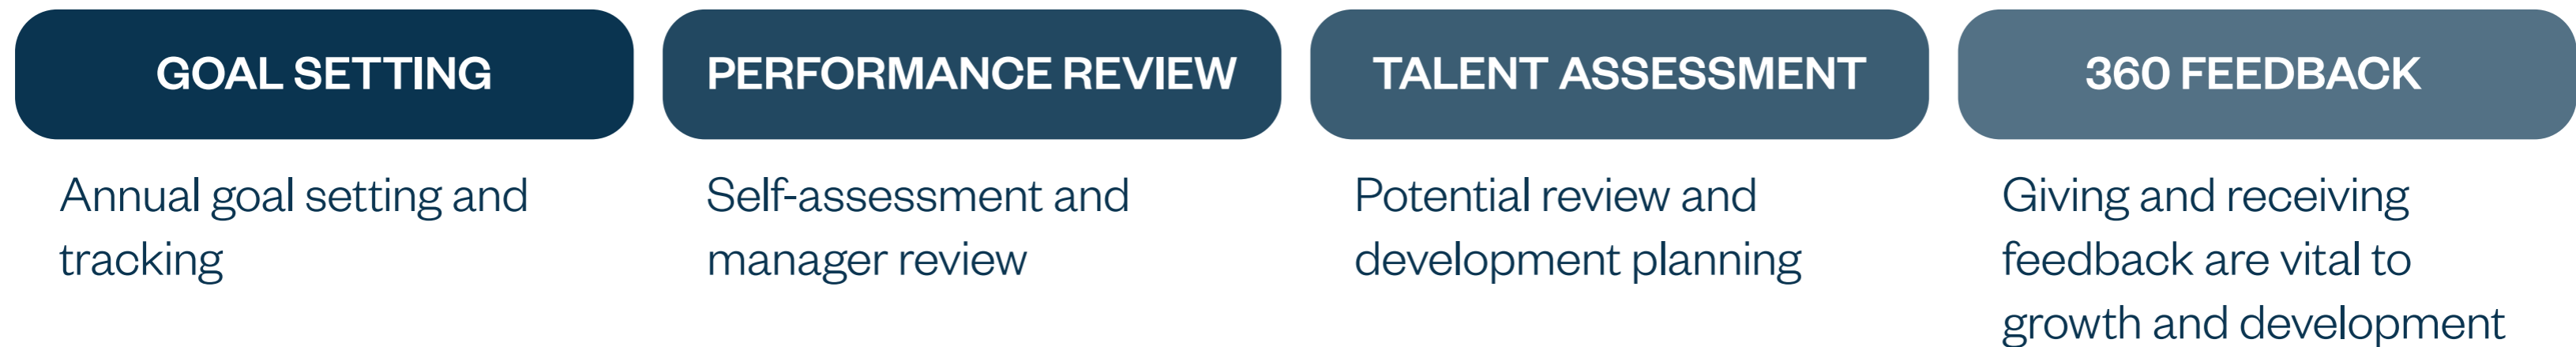 GOAL SETTING
Annual goal setting and
tracking
PERFORMANCE REVIEW
Self-assessment and
manager review
TALENT ASSESSMENT
Potential review and
development planning
360 FEEDBACK
Giving and receiving
feedback are vital to
growth and development